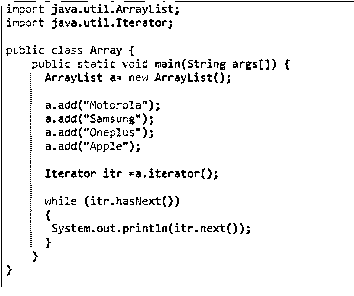 import java.util.ArrayList;
import java.util.Iterator;
public class Array {
public static void main(String args[]) {
ArrayList a= new ArrayList();
a.add("Motorola");
a.add("Samsung");
a.add("Oneplus");
a.add("Apple");
Iterator itr =a.iterator();
while (itr.hasNext())
{
System.out.println(itr.next());
}
}
}